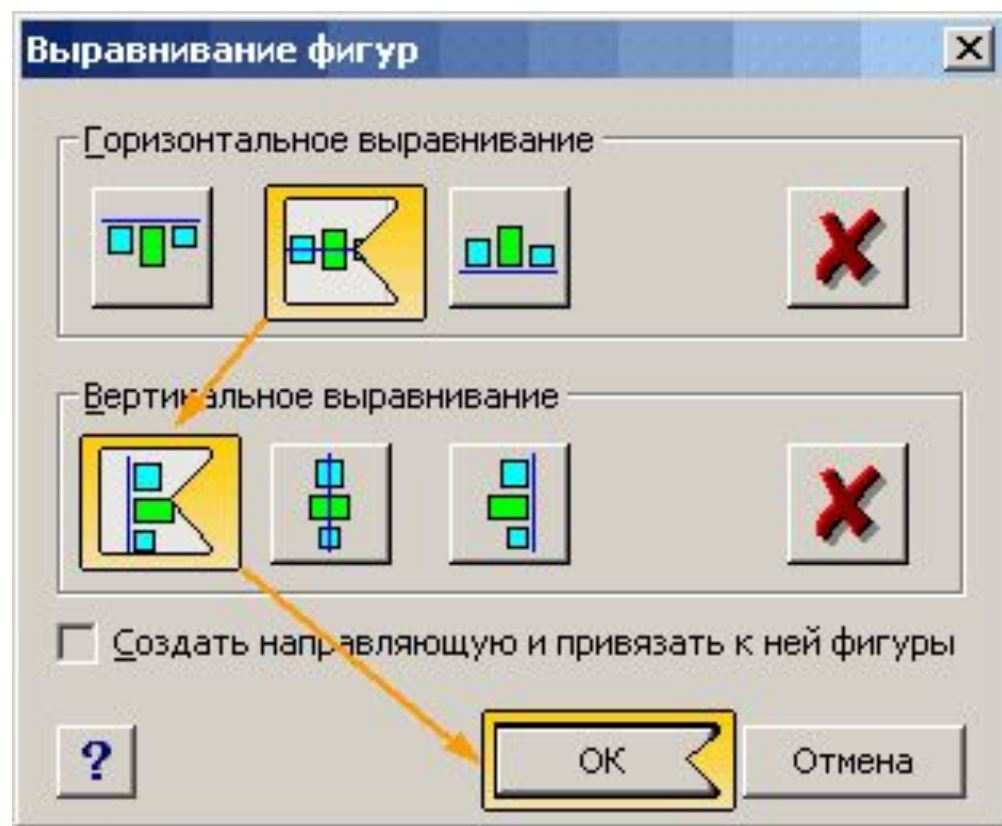 Выравнивание фигур
Горизонтальное выравнивание
Вертикальное выравнивание
Создать направляющую и привязать к ней фигуры
?
ОК
Отмена